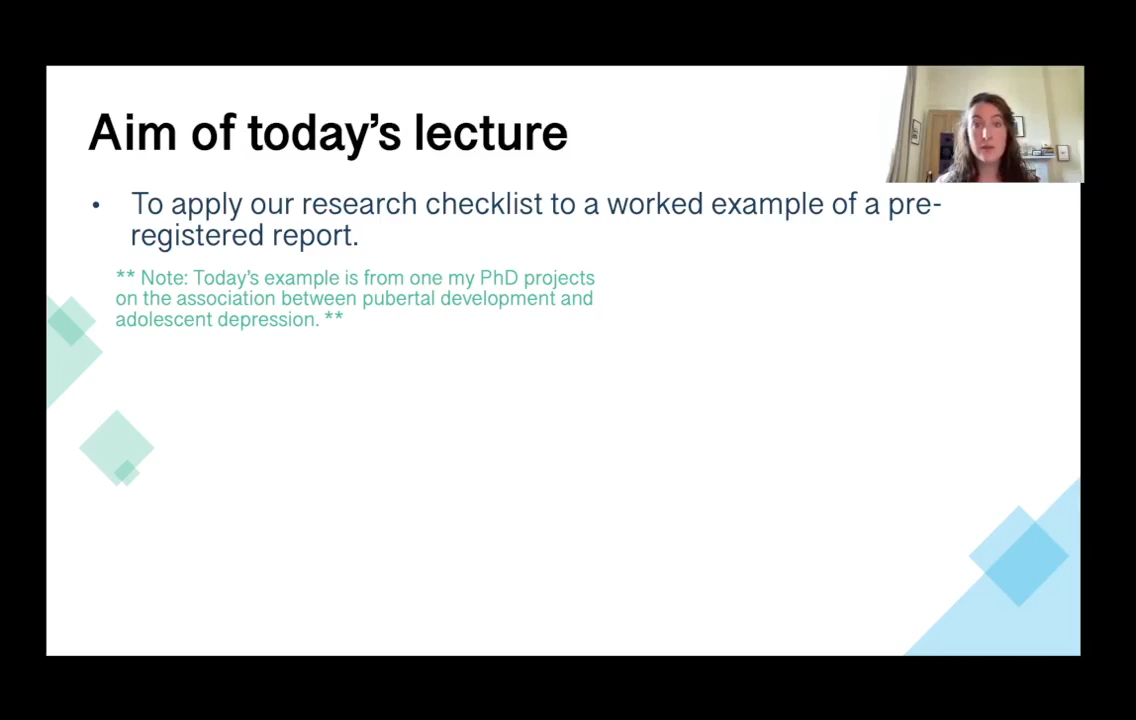 Aim of today's lecture
• To apply our research checklist to a worked example of a pre-
registered report.
** Note: Today's example is from one my PhD projects
on the association between pubertal development and
adolescent depression. **